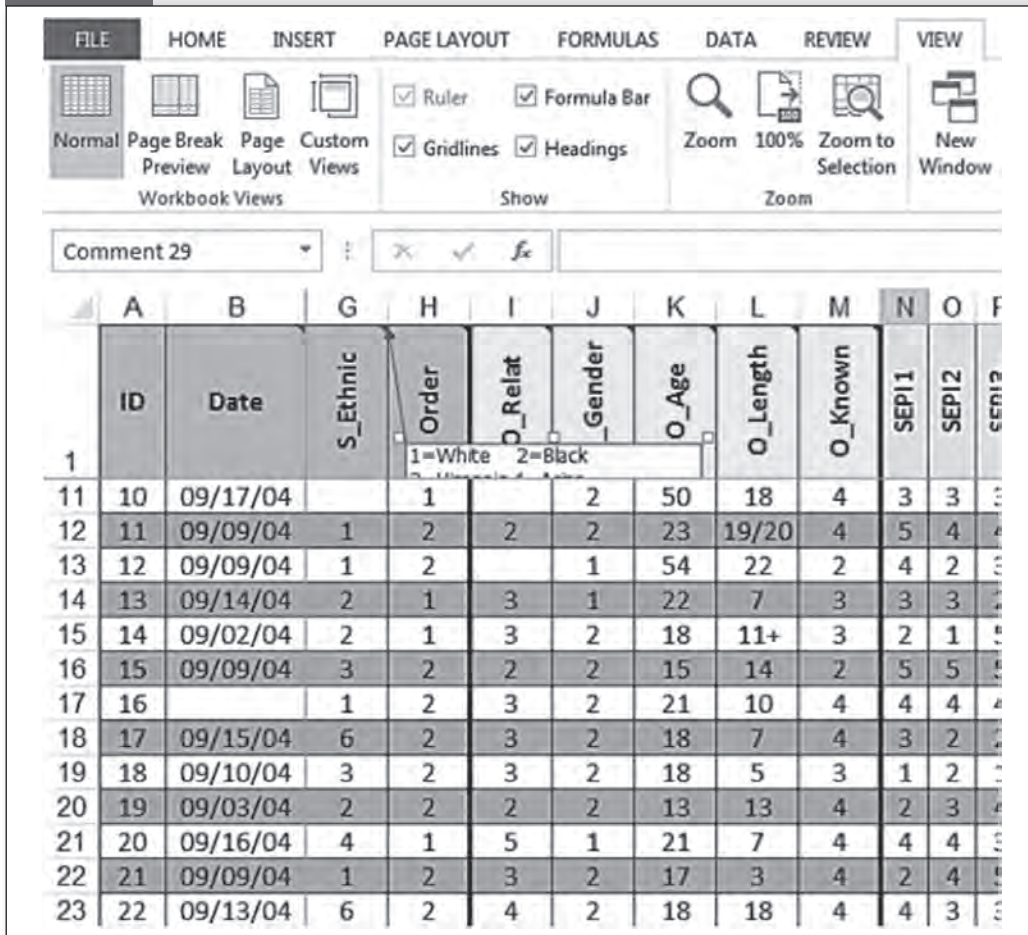 FILE HOME INSERT PAGE LAYOUT FORMULAS DATA REVIEW VIEW
Ruler Formula Bar
Normal Page Break Page Custom Gridlines Headings Zoom 100% Zoom to New
Preview Layout Views Selection Window
Workbook Views Show Zoom
Comment 29 fx
A B G H I J K L M N O
1 ID Date S_Ethnic Order O_Relat _Gender O_Age O_Length O_Known SEPI1 SEPI2
1=White 2=Black
11 10 09/17/04 1 2 50 18 4 3 3
12 11 09/09/04 1 2 2 2 23 19/20 4 5 4
13 12 09/09/04 1 2 1 54 22 2 4 2
14 13 09/14/04 2 1 3 1 22 7 3 3 3
15 14 09/02/04 2 1 3 2 18 11+ 3 2 1
16 15 09/09/04 3 2 2 2 15 14 2 5 5
17 16 1 2 3 2 21 10 4 4 4
18 17 09/15/04 6 2 3 2 18 7 4 3 2
19 18 09/10/04 3 2 3 2 18 5 3 1 2
20 19 09/03/04 2 2 2 2 13 13 4 2 3
21 20 09/16/04 4 1 5 1 21 7 4 4 4
22 21 09/09/04 1 2 3 2 17 3 4 2 4
23 22 09/13/04 6 2 4 2 18 18 4 4 3